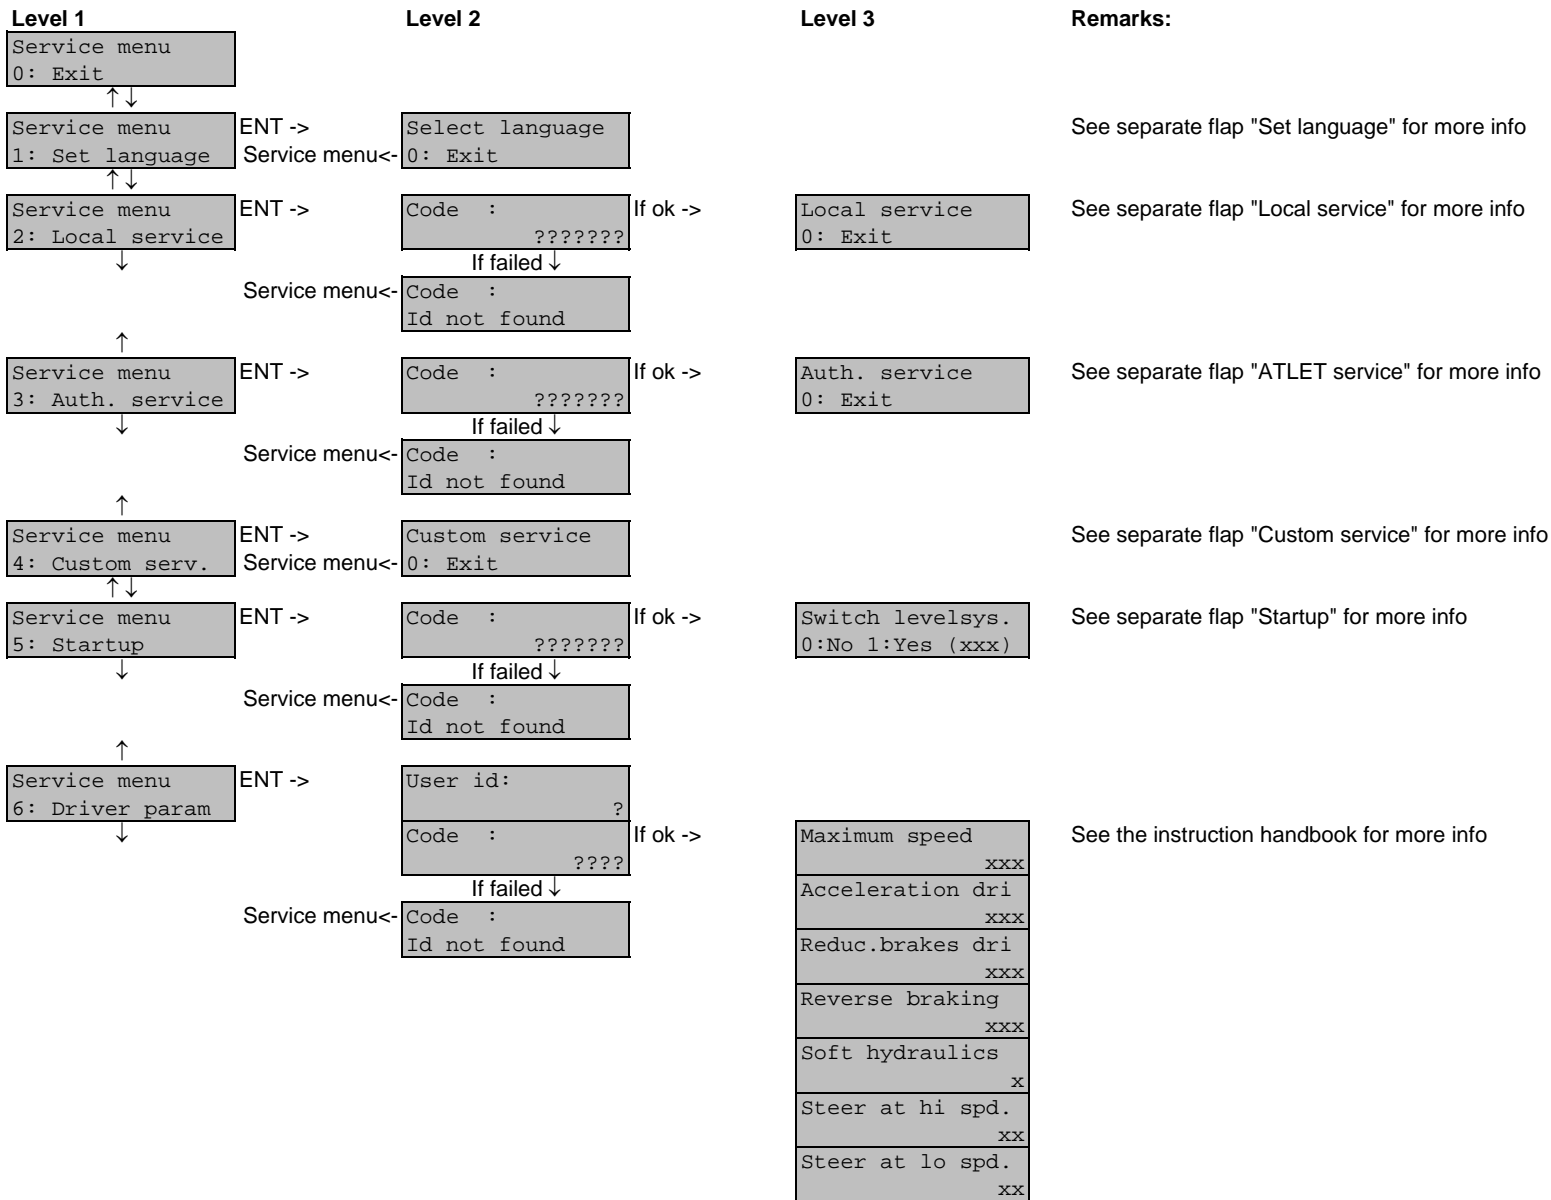 Level 1 Level 2 Level 3 Remarks:
Service menu
0: Exit
↑↓
Service menu ENT -> Select language See separate flap "Set language" for more info
1: Set language Service menu<- 0: Exit
↑↓
Service menu ENT -> Code : If ok -> Local service See separate flap "Local service" for more info
2: Local service ??????? 0: Exit
↓ If failed ↓
Service menu<- Code :
Id not found
↑
Service menu ENT -> Code : If ok -> Auth. service See separate flap "ATLET service" for more info
3: Auth. service ??????? 0: Exit
↓ If failed ↓
Service menu<- Code :
Id not found
↑
Service menu ENT -> Custom service See separate flap "Custom service" for more info
4: Custom serv. Service menu<- 0: Exit
↑↓
Service menu ENT -> Code : If ok -> Switch levelsys. See separate flap "Startup" for more info
5: Startup ??????? 0:No 1:Yes (xxx)
↓ If failed ↓
Service menu<- Code :
Id not found
↑
Service menu ENT -> User id:
6: Driver param ?
↓ Code : If ok -> Maximum speed See the instruction handbook for more info
???? xxx
If failed ↓ Acceleration dri
Service menu<- Code : xxx
Id not found Reduc.brakes dri
xxx
Reverse braking
xxx
Soft hydraulics
x
Steer at hi spd.
xx
Steer at lo spd.
xx